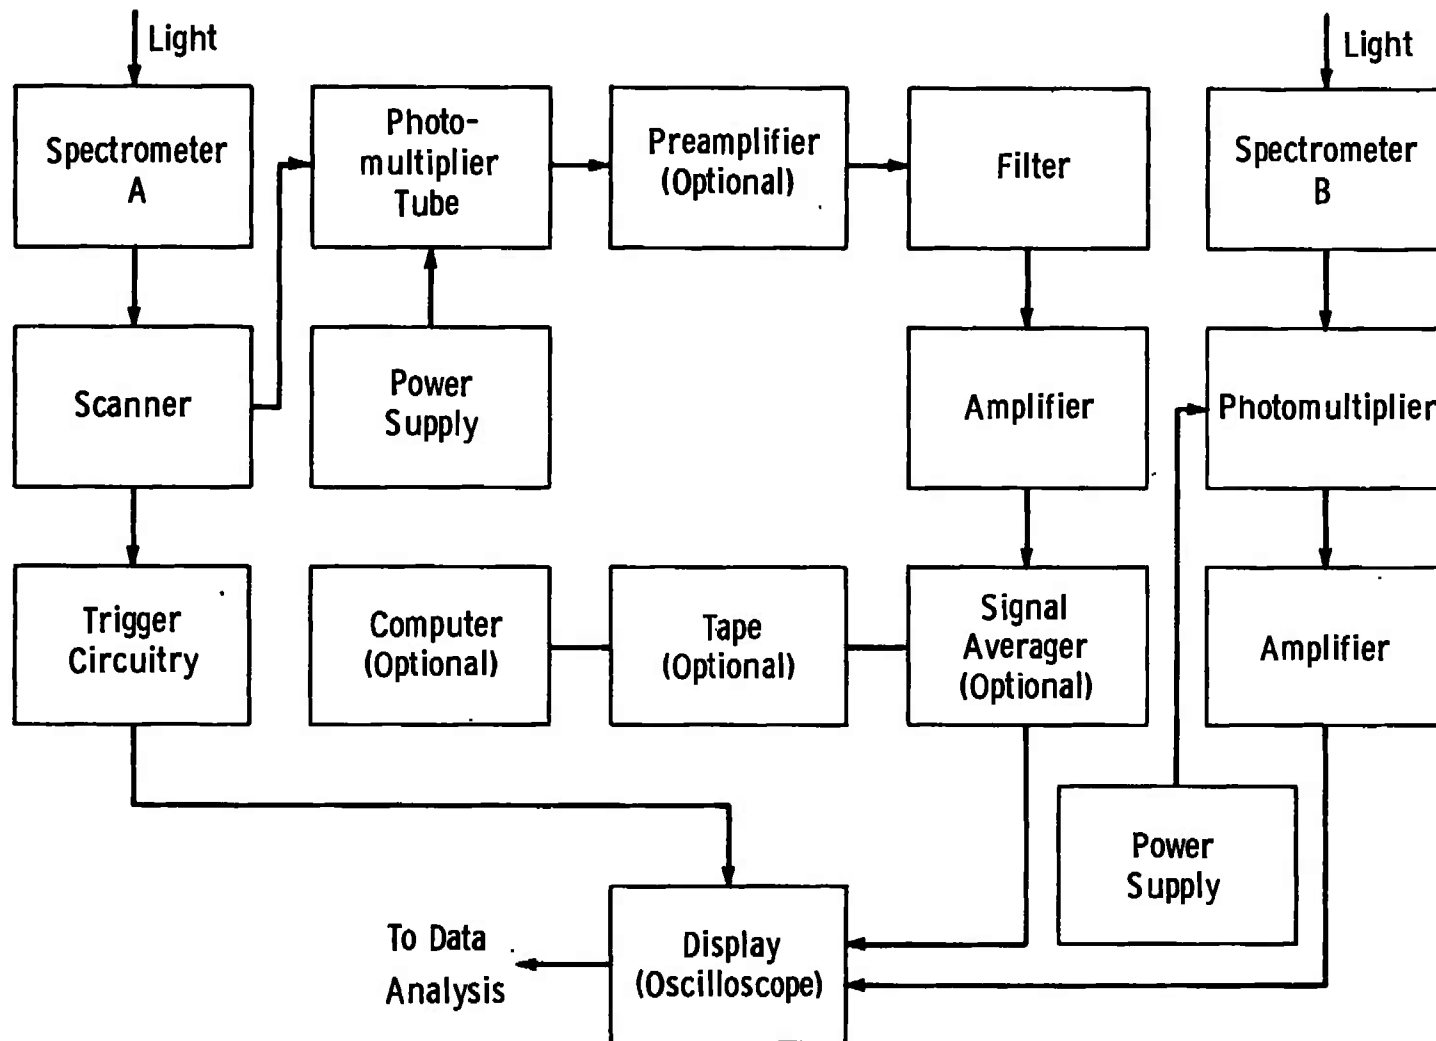 Light
Light
Spectrometer
A
Photo-
multiplier
Tube
Preamplifier
(Optional)
Filter
Spectrometer
B
Scanner
Power
Supply
Amplifier
Photomultiplier
Trigger
Circuitry
Computer
(Optional)
Tape
(Optional)
Signal
Averager
(Optional)
Amplifier
Power
Supply
To Data
Analysis
Display
(Oscilloscope)